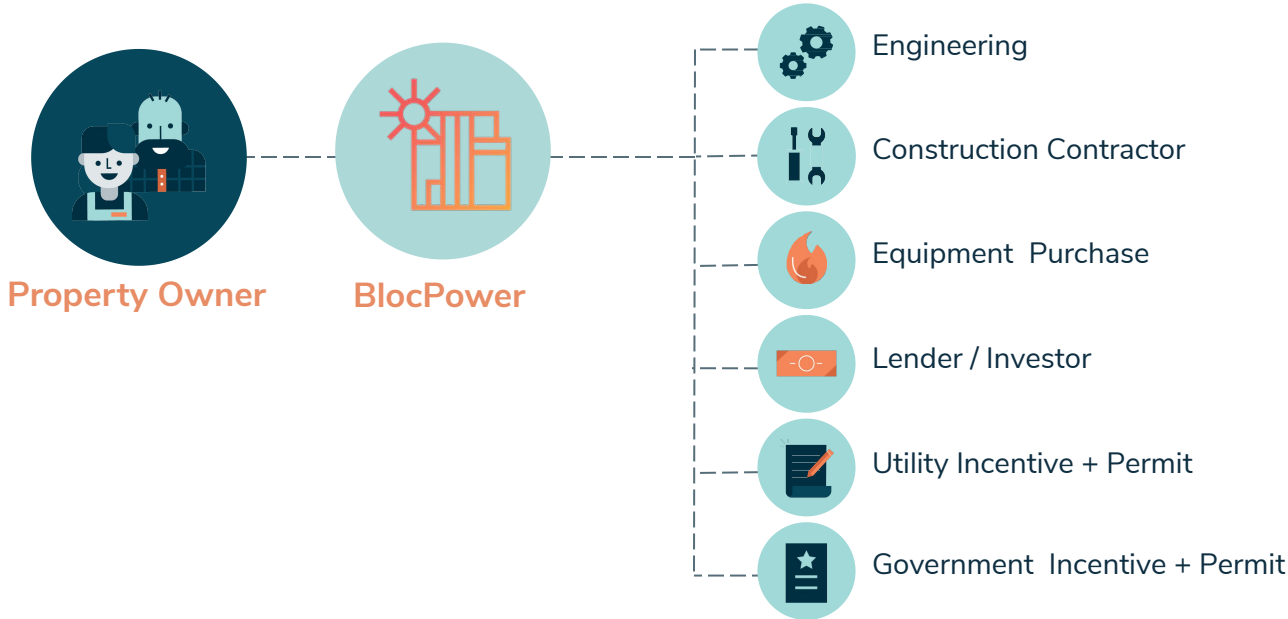 Engineering
Construction Contractor
Equipment  Purchase
Property Owner
BlocPower
Lender / Investor
Utility Incentive + Permit
Government  Incentive + Permit